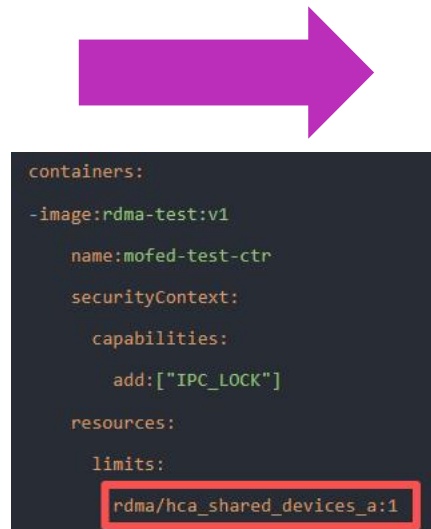 containers:
-image:rdma-test:v1
name:mofed-test-ctr
securityContext:
capabilities:
add:["IPC_LOCK"]
resources:
limits:
rdma/hca_shared_devices_a:1